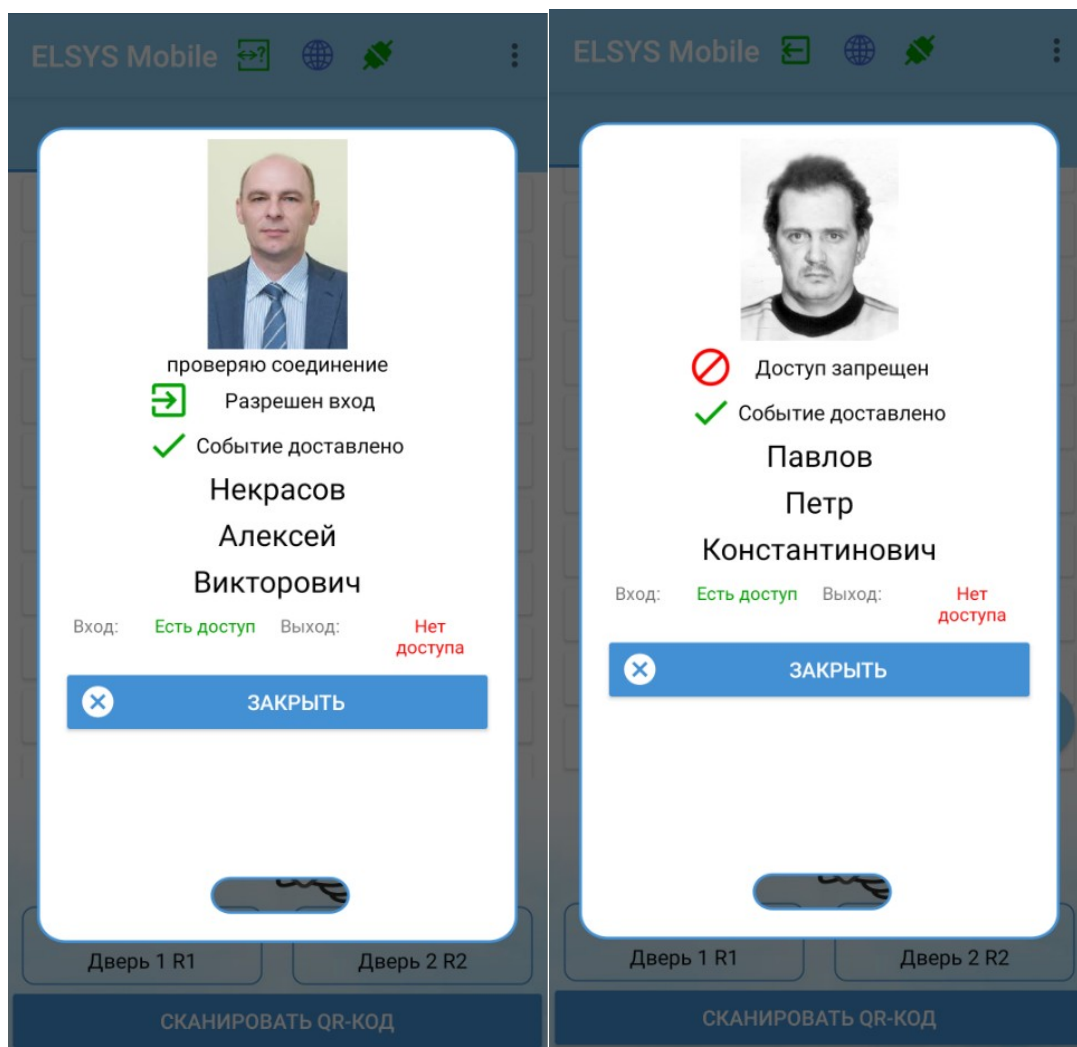 ELSYS Mobile
проверяю соединение
Разрешен вход
Событие доставлено
Некрасов
Алексей
Викторович
Вход: Есть доступ Выход: Нет
доступа
ЗАКРЫТЬ
Дверь 1 R1 Дверь 2 R2
СКАНИРОВАТЬ QR-КОД
ELSYS Mobile
Доступ запрещен
Событие доставлено
Павлов
Петр
Константинович
Вход: Есть доступ Выход: Нет
доступа
ЗАКРЫТЬ
Дверь 1 R1 Дверь 2 R2
СКАНИРОВАТЬ QR-КОД